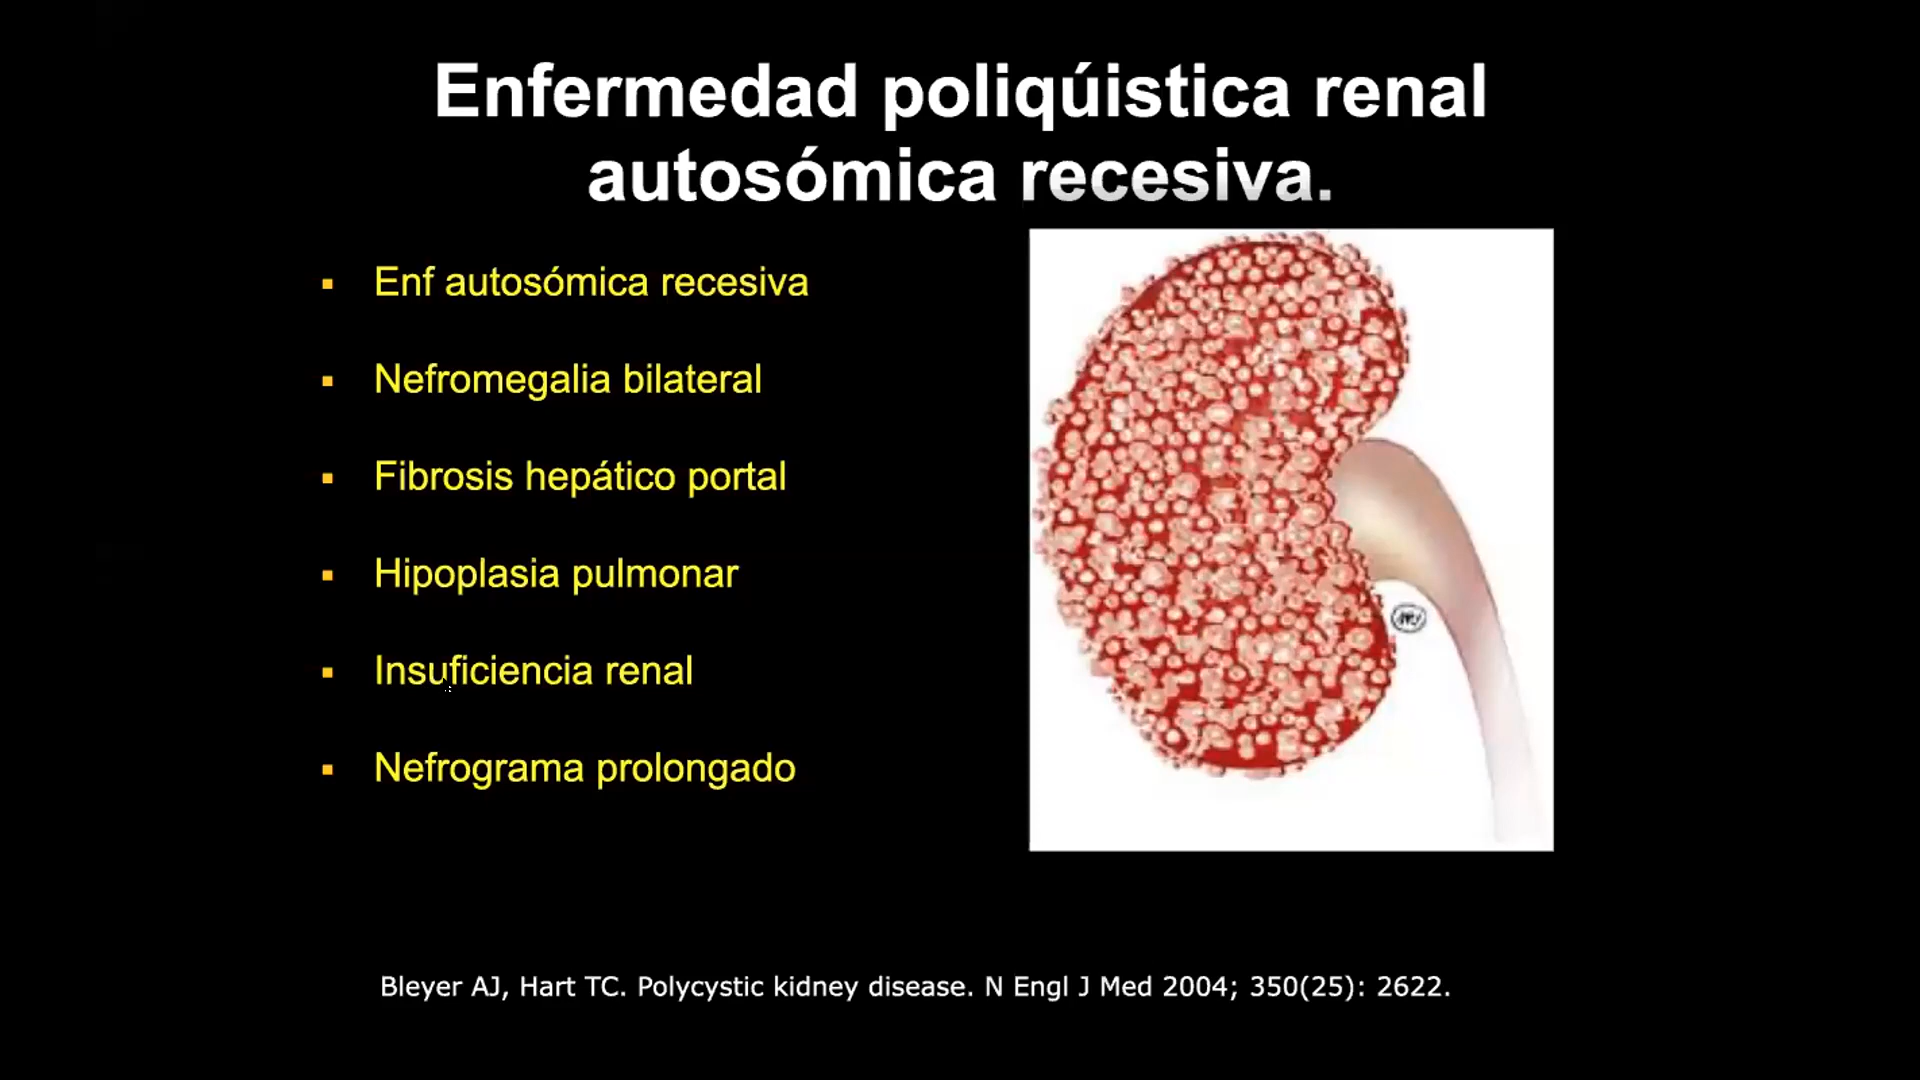 Enfermedad poliqúistica renal
autosómica recesiva.
▪ Enf autosómica recesiva
▪ Nefromegalia bilateral
▪ Fibrosis hepático portal
▪ Hipoplasia pulmonar
▪ Insuficiencia renal
▪ Nefrograma prolongado
Bleyer AJ, Hart TC. Polycystic kidney disease. N Engl J Med 2004; 350(25): 2622.